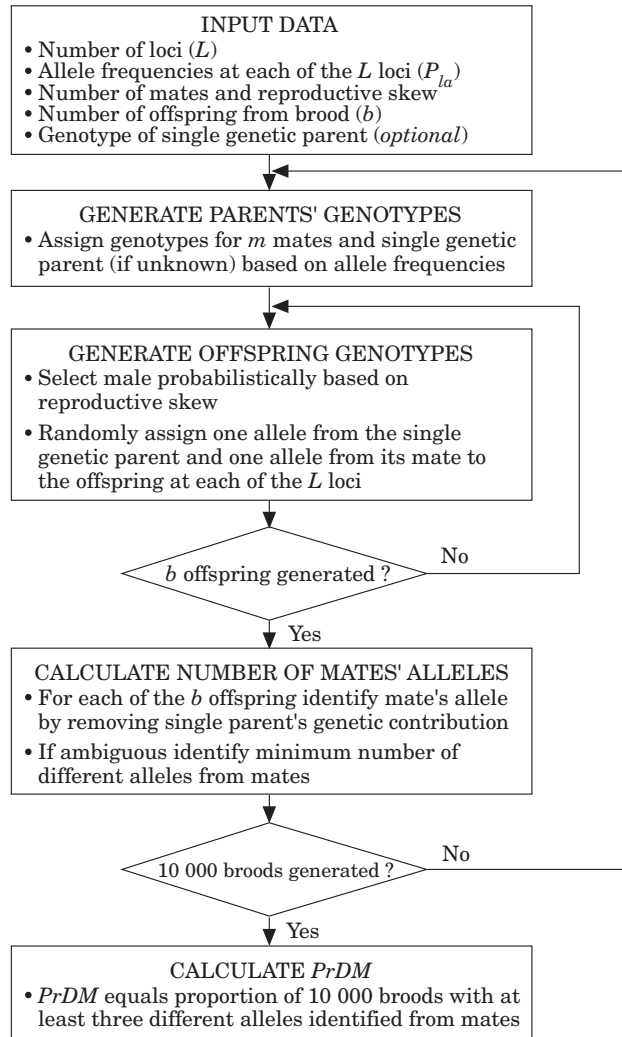 INPUT DATA
• Number of loci (L)
• Allele frequencies at each of the L loci (P_la)
• Number of mates and reproductive skew
• Number of offspring from brood (b)
• Genotype of single genetic parent (optional)
GENERATE PARENTS' GENOTYPES
• Assign genotypes for m mates and single genetic
parent (if unknown) based on allele frequencies
GENERATE OFFSPRING GENOTYPES
• Select male probabilistically based on
reproductive skew
• Randomly assign one allele from the single
genetic parent and one allele from its mate to
the offspring at each of the L loci
b offspring generated ?
No
Yes
CALCULATE NUMBER OF MATES' ALLELES
• For each of the b offspring identify mate's allele
by removing single parent's genetic contribution
• If ambiguous identify minimum number of
different alleles from mates
10 000 broods generated ?
No
Yes
CALCULATE PrDM
• PrDM equals proportion of 10 000 broods with at
least three different alleles identified from mates